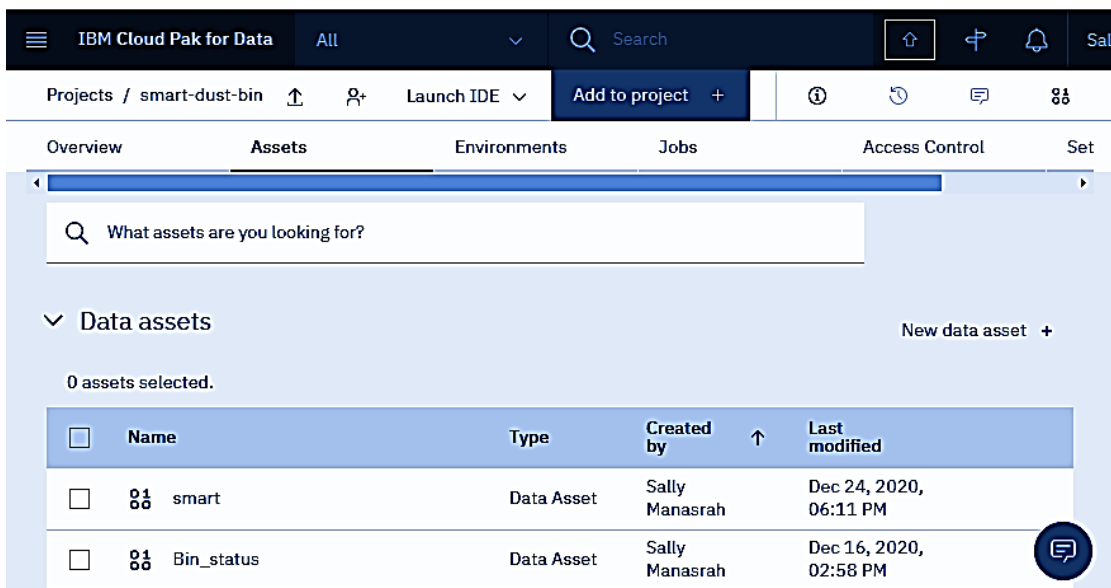 IBM Cloud Pak for Data All Search Sal
Projects / smart-dust-bin Launch IDE Add to project +
Overview Assets Environments Jobs Access Control Set
What assets are you looking for?
Data assets
New data asset +
0 assets selected.
Name Type Created by Last modified
smart Data Asset Sally Manasrah Dec 24, 2020, 06:11 PM
Bin_status Data Asset Sally Manasrah Dec 16, 2020, 02:58 PM